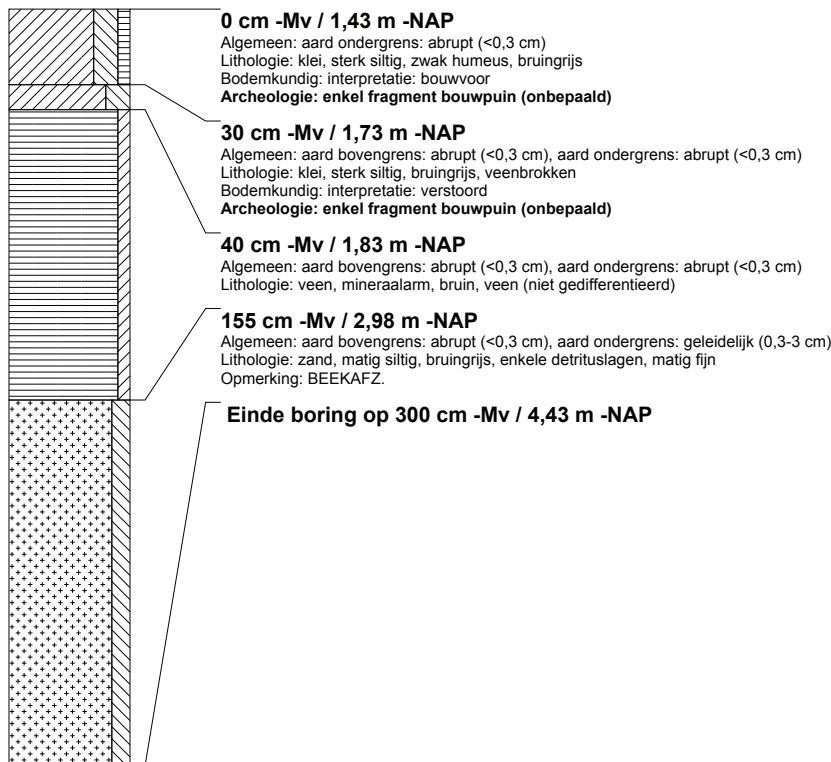 0 cm -Mv / 1,43 m -NAP
Algemeen: aard ondergrens: abrupt (<0,3 cm)
Lithologie: klei, sterk siltig, zwak humeus, bruingrijs
Bodemkundig: interpretatie: bouwvoor
Archeologie: enkel fragment bouwpuin (onbepaald)
30 cm -Mv / 1,73 m -NAP
Algemeen: aard bovengrens: abrupt (<0,3 cm), aard ondergrens: abrupt (<0,3 cm)
Lithologie: klei, sterk siltig, bruingrijs, veenbrokken
Bodemkundig: interpretatie: verstoord
Archeologie: enkel fragment bouwpuin (onbepaald)
40 cm -Mv / 1,83 m -NAP
Algemeen: aard bovengrens: abrupt (<0,3 cm), aard ondergrens: abrupt (<0,3 cm)
Lithologie: veen, mineraalarm, bruin, veen (niet gedifferentieerd)
155 cm -Mv / 2,98 m -NAP
Algemeen: aard bovengrens: abrupt (<0,3 cm), aard ondergrens: geleidelijk (0,3-3 cm)
Lithologie: zand, matig siltig, bruingrijs, enkele detrituslagen, matig fijn
Opmerking: BEEKAFZ.
Einde boring op 300 cm -Mv / 4,43 m -NAP